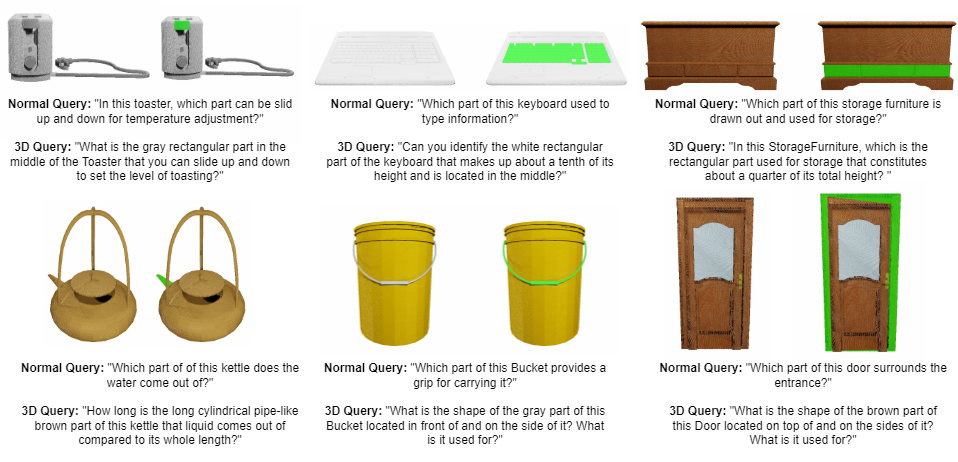 Normal Query: "In this toaster, which part can be slid
up and down for temperature adjustment?"
3D Query: "What is the gray rectangular part in the
middle of the Toaster that you can slide up and down
to set the level of toasting?"
Normal Query: "Which part of this keyboard used to
type information?"
3D Query: "Can you identify the white rectangular
part of the keyboard that makes up about a tenth of its
height and is located in the middle?"
Normal Query: "Which part of this storage furniture is
drawn out and used for storage?"
3D Query: "In this StorageFurniture, which is the
rectangular part used for storage that constitutes
about a quarter of its total height? "
Normal Query: "Which part of of this kettle does the
water come out of?"
3D Query: "How long is the long cylindrical pipe-like
brown part of this kettle that liquid comes out of
compared to its whole length?"
Normal Query: "Which part of this Bucket provides a
grip for carrying it?"
3D Query: "What is the shape of the gray part of this
Bucket located in front of and on the side of it? What
is it used for?"
Normal Query: "Which part of this door surrounds the
entrance?"
3D Query: "What is the shape of the brown part of
this Door located on top of and on the sides of it?
What is it used for?"